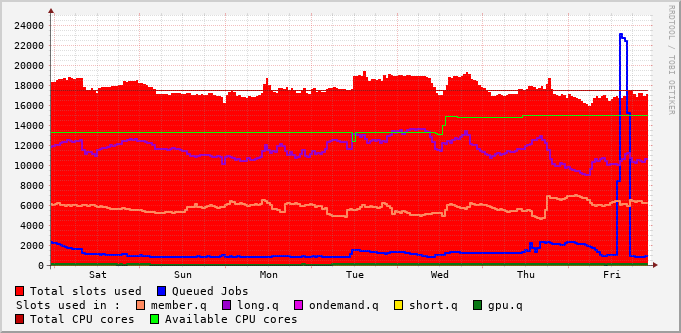 RRDTOOL / TOBI OETIKER
24000
22000
20000
18000
16000
14000
12000
10000
8000
6000
4000
2000
0
Sat Sun Mon Tue Wed Thu Fri
Total slots used Queued Jobs
Slots used in : member.q long.q ondemand.q short.q gpu.q
Total CPU cores Available CPU cores